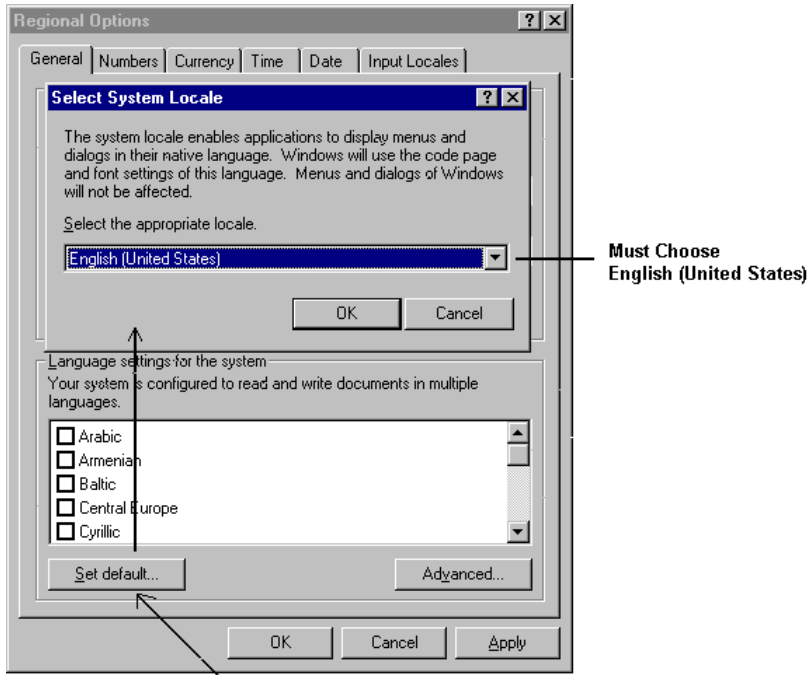 Regional Options
General Numbers Currency Time Date Input Locales
Select System Locale
The system locale enables applications to display menus and
dialogs in their native language. Windows will use the code page
and font settings of this language. Menus and dialogs of Windows
will not be affected.
Select the appropriate locale.
English (United States)
Must Choose
English (United States)
OK Cancel
Language settings for the system
Your system is configured to read and write documents in multiple
languages.
Arabic
Armenian
Baltic
Central Europe
Cyrillic
Set default... Advanced...
OK Cancel Apply